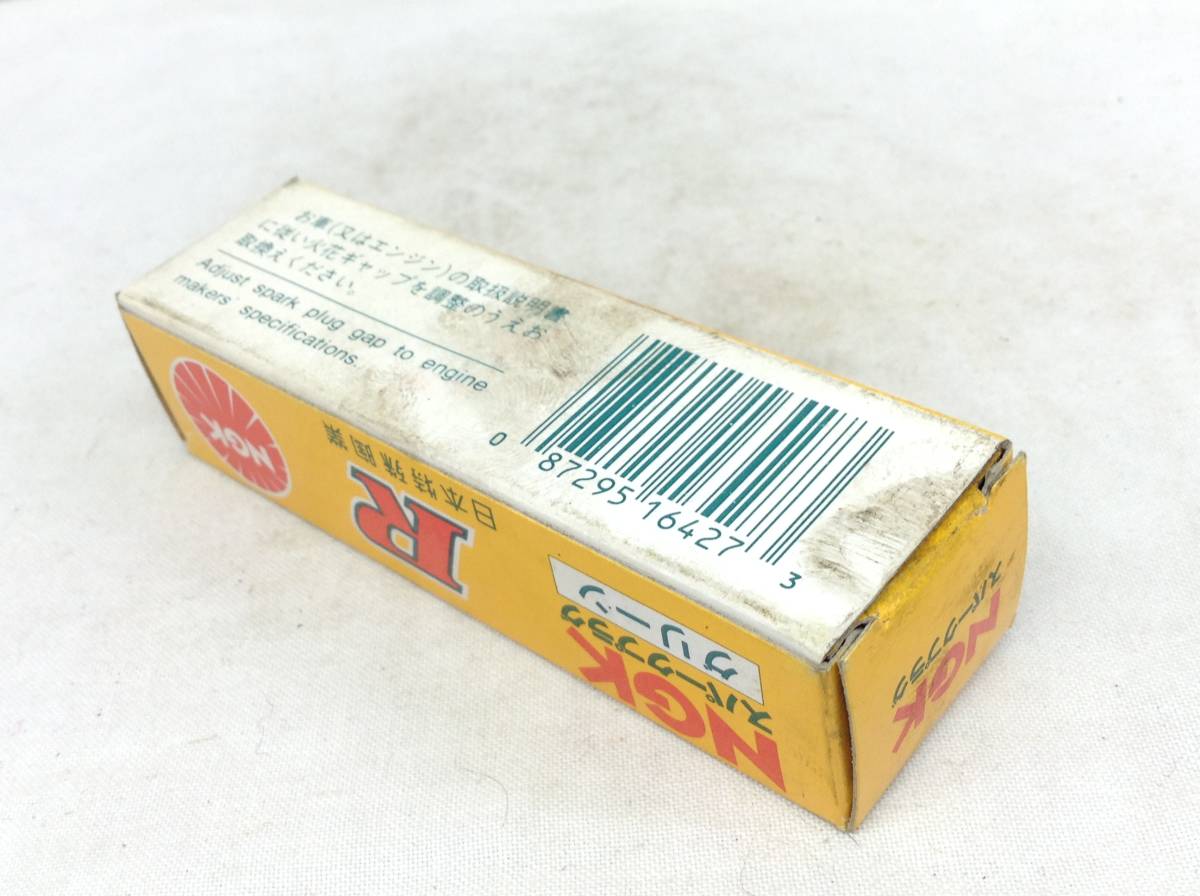 お車(又はエンジン)の取扱説明書
に従い火花ギャップを調整のうえお
取換えください。
Adjust spark plug gap to engine
makers specifications.
0 87295 16427 3
NGK
R
日本特殊陶業
グリーン
スパークプラグ
NGK
スパークプラグ
NGK